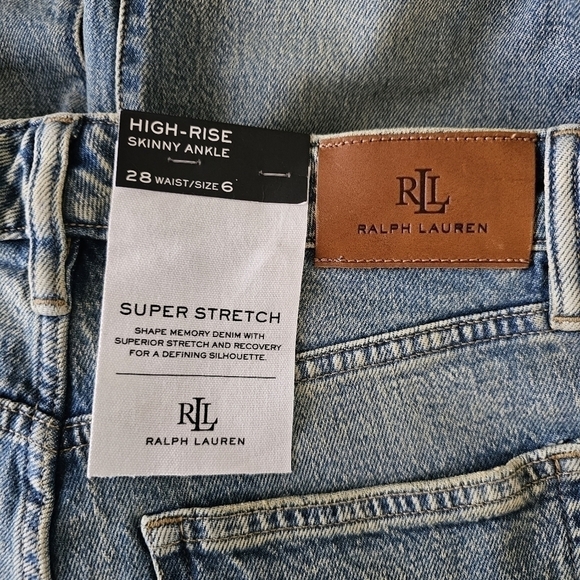 HIGH-RISE
SKINNY ANKLE
28 WAIST/SIZE 6
SUPER STRETCH
SHAPE MEMORY DENIM WITH
SUPERIOR STRETCH AND RECOVERY
FOR A DEFINING SILHOUETTE.
RLL
RALPH LAUREN
RLL
RALPH LAUREN